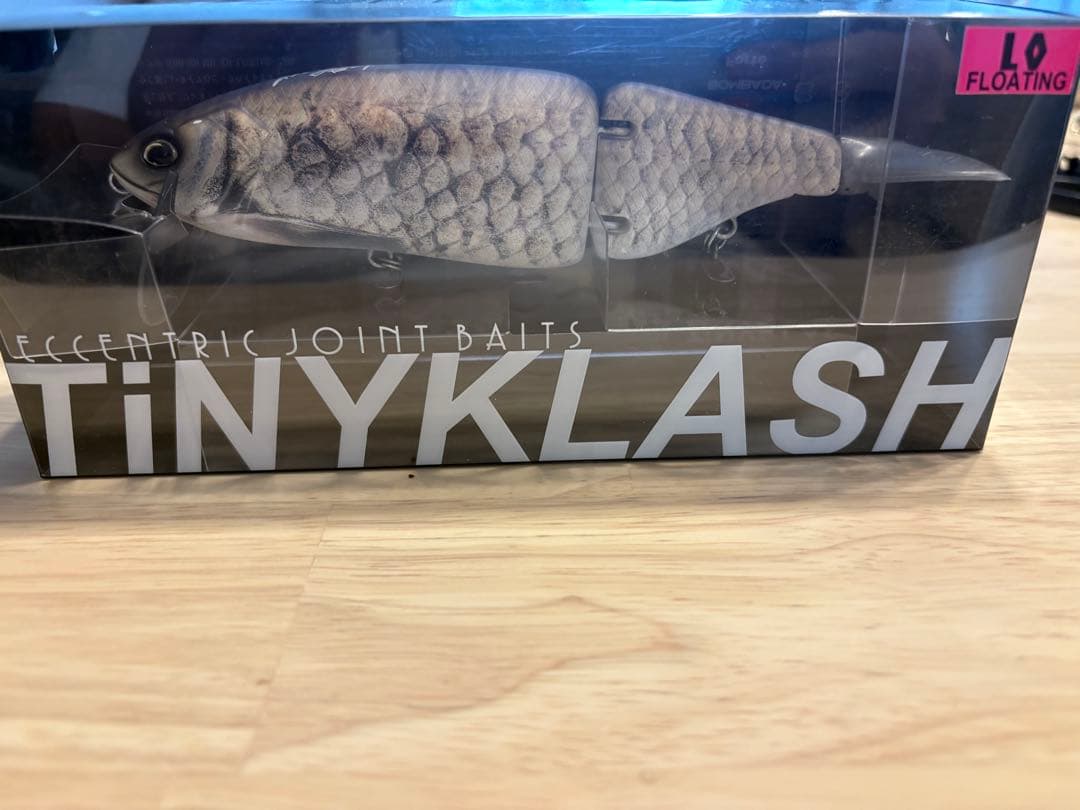 LO
FLOATING
ECCENTRIC JOINT BAITS
TiNYKLASH